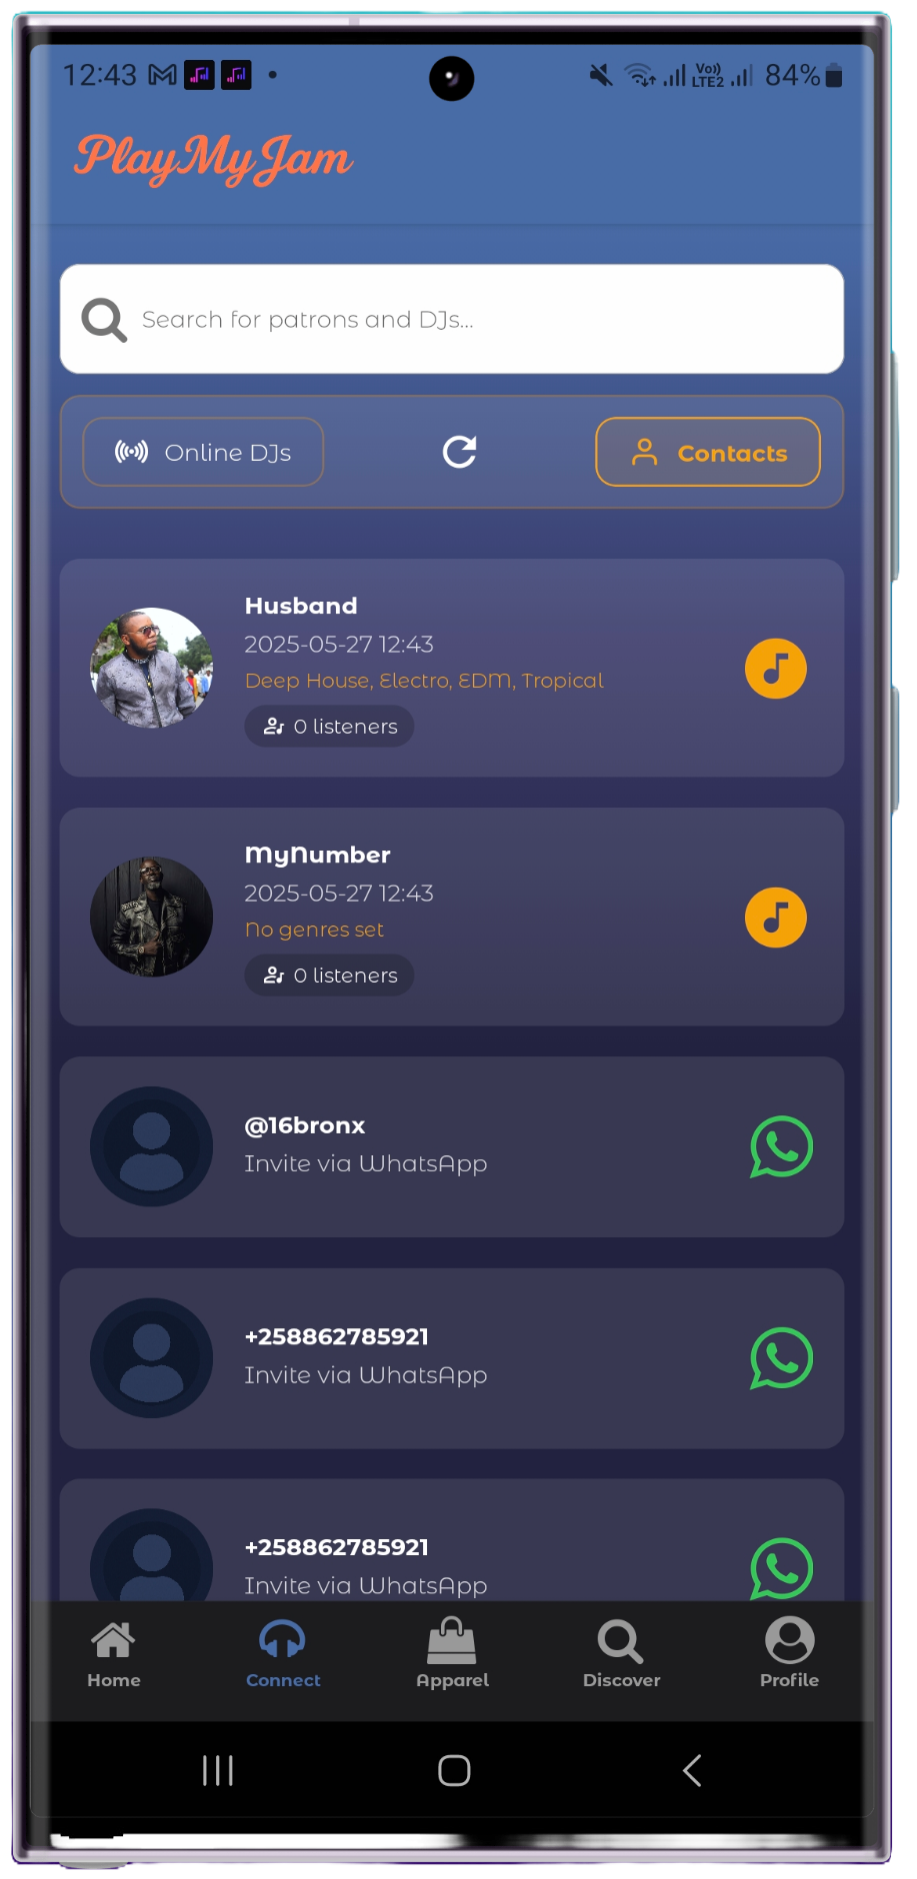 12:43
Vo))
LTE2
84%
PlayMyJam
Search for patrons and DJs...
Online DJs
Contacts
Husband
2025-05-27 12:43
Deep House, Electro, EDM, Tropical
0 listeners
MyNumber
2025-05-27 12:43
No genres set
0 listeners
@16bronx
Invite via WhatsApp
+258862785921
Invite via WhatsApp
+258862785921
Invite via WhatsApp
Home
Connect
Apparel
Discover
Profile